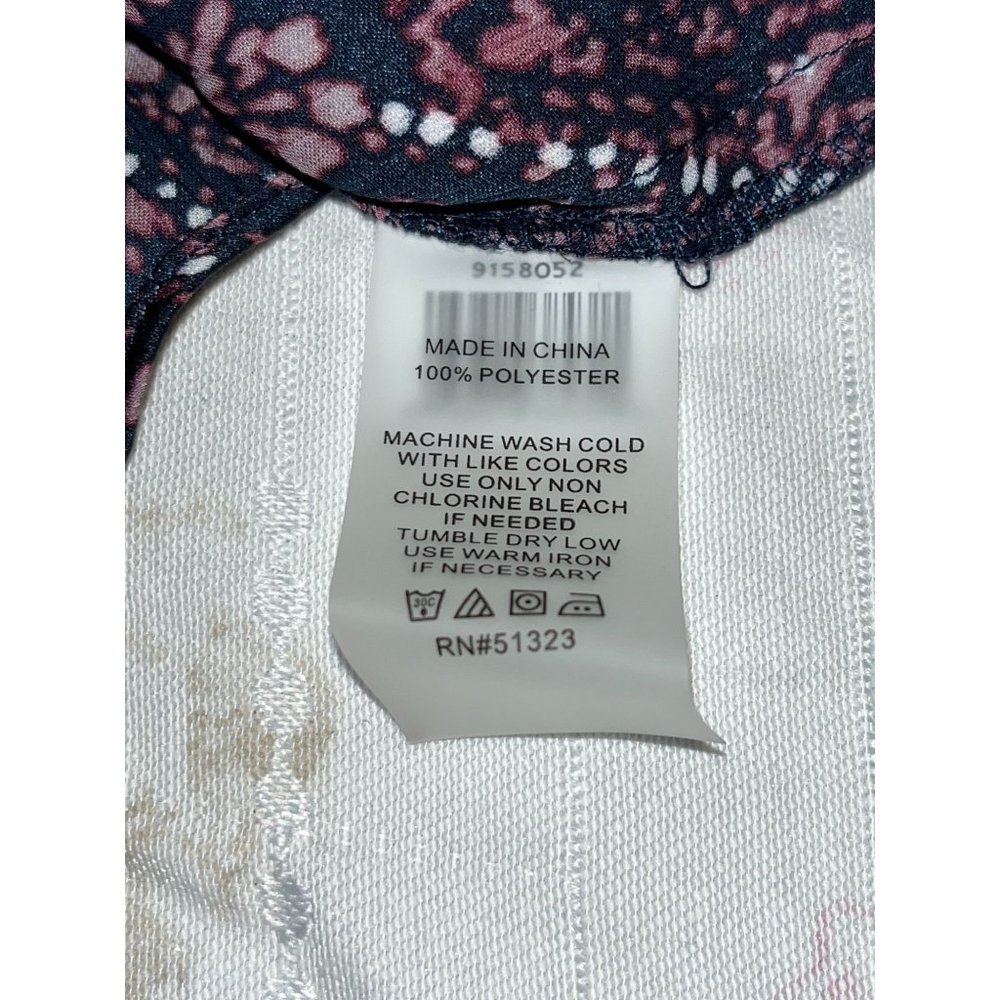 9158052
MADE IN CHINA
100% POLYESTER
MACHINE WASH COLD
WITH LIKE COLORS
USE ONLY NON
CHLORINE BLEACH
IF NEEDED
TUMBLE DRY LOW
USE WARM IRON
IF NECESSARY
30C
RN#51323